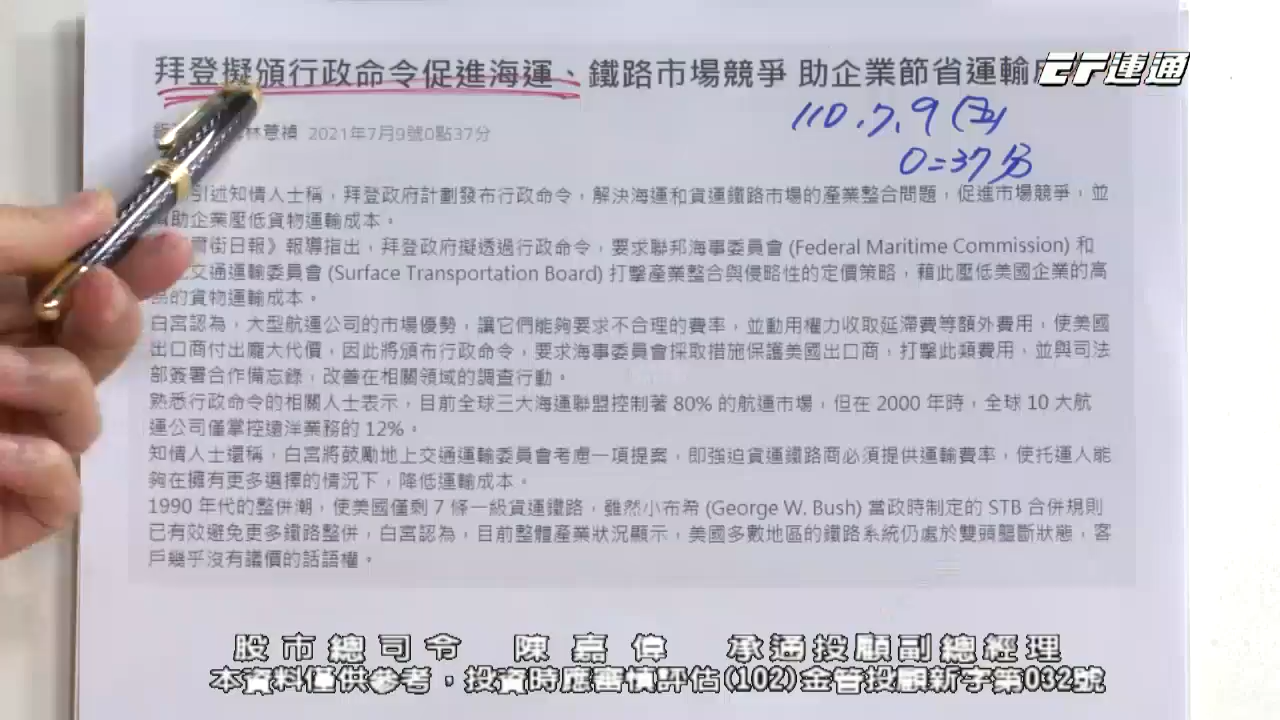 拜登擬頒行政命令促進海運、鐵路市場競爭 助企業節省運輸
EF運通
110.7.9(五)
林薏禎 2021年7月9號0點37分
0=37分
引述知情人士稱，拜登政府計劃發布行政命令，解決海運和貨運鐵路市場的產業整合問題，促進市場競爭，並
助企業壓低貨物運輸成本。
街日報》報導指出，拜登政府擬透過行政命令，要求聯邦海事委員會 (Federal Maritime Commission) 和
交通運輸委員會 (Surface Transportation Board) 打擊產業整合與侵略性的定價策略，藉此壓低美國企業的高
的貨物運輸成本。
白宮認為，大型航運公司的市場優勢，讓它們能夠要求不合理的費率，並動用權力收取延滯費等額外費用，使美國
出口商付出龐大代價，因此將頒布行政命令，要求海事委員會採取措施保護美國出口商，打擊此類費用，並與司法
部簽署合作備忘錄，改善在相關領域的調查行動。
熟悉行政命令的相關人士表示，目前全球三大海運聯盟控制著 80% 的航運市場，但在 2000 年時，全球 10 大航
運公司僅掌控遠洋業務的 12%。
知情人士還稱，白宮將鼓勵地上交通運輸委員會考慮一項提案，即強迫貨運鐵路商必須提供運輸費率，使托運人能
夠在擁有更多選擇的情況下，降低運輸成本。
1990 年代的整併潮，使美國僅剩 7 條一級貨運鐵路，雖然小布希 (George W. Bush) 當政時制定的 STB 合併規則
已有效避免更多鐵路整併，白宮認為，目前整體產業狀況顯示，美國多數地區的鐵路系統仍處於雙頭壟斷狀態，客
戶幾乎沒有議價的話語權。
股市總司令 陳嘉偉 承通投顧副總經理
本資料僅供參考，投資時應審慎評估(102)金管投顧新字第032號